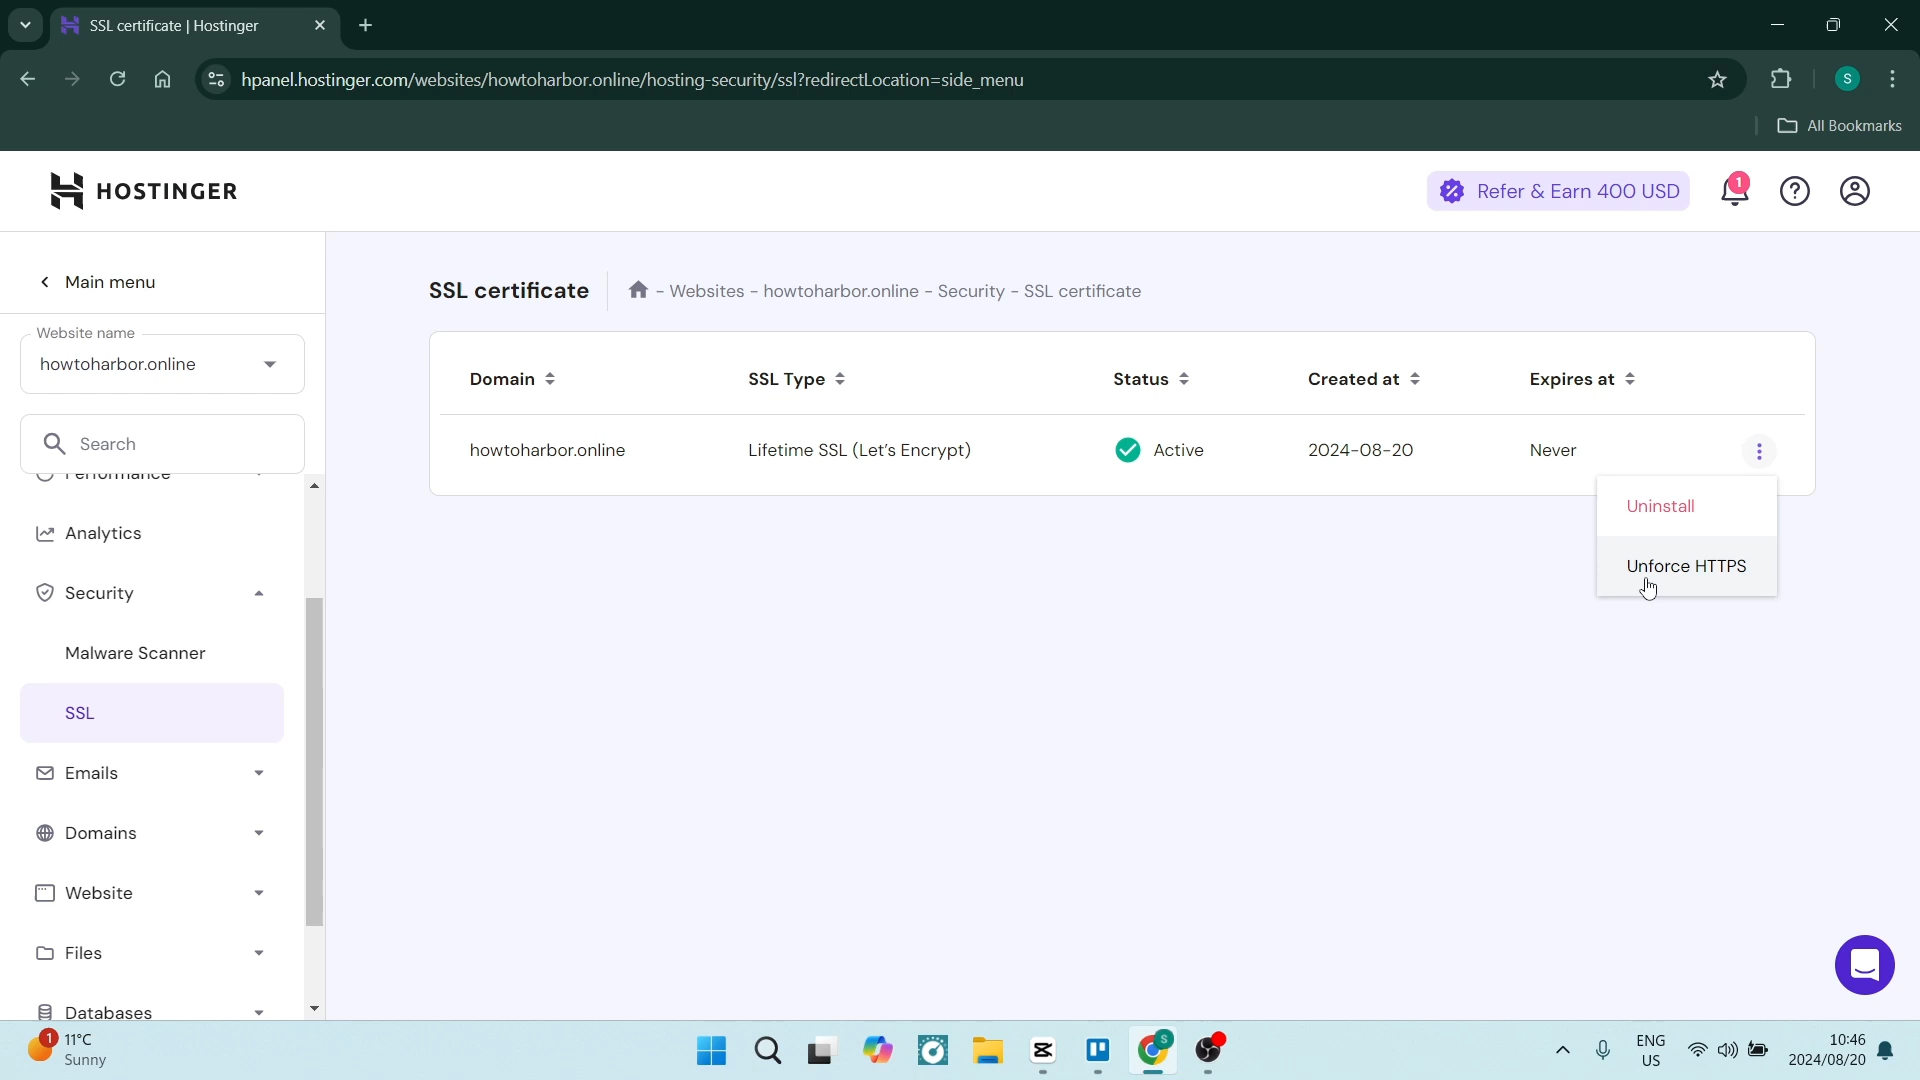 SSL certificate | Hostinger
hpanel.hostinger.com/websites/howtoharbor.online/hosting-security/ssl?redirectLocation=side_menu
S
All Bookmarks
HOSTINGER
Refer & Earn 400 USD
1
Main menu
SSL certificate
- Websites - howtoharbor.online - Security - SSL certificate
Website name
howtoharbor.online
Domain
SSL Type
Status
Created at
Expires at
Search
howtoharbor.online
Lifetime SSL (Let's Encrypt)
Active
2024-08-20
Never
Performance
Uninstall
Analytics
Unforce HTTPS
Security
Malware Scanner
SSL
Emails
Domains
Website
Files
Databases
1
11°C
Sunny
S
ENG
US
10:46
2024/08/20